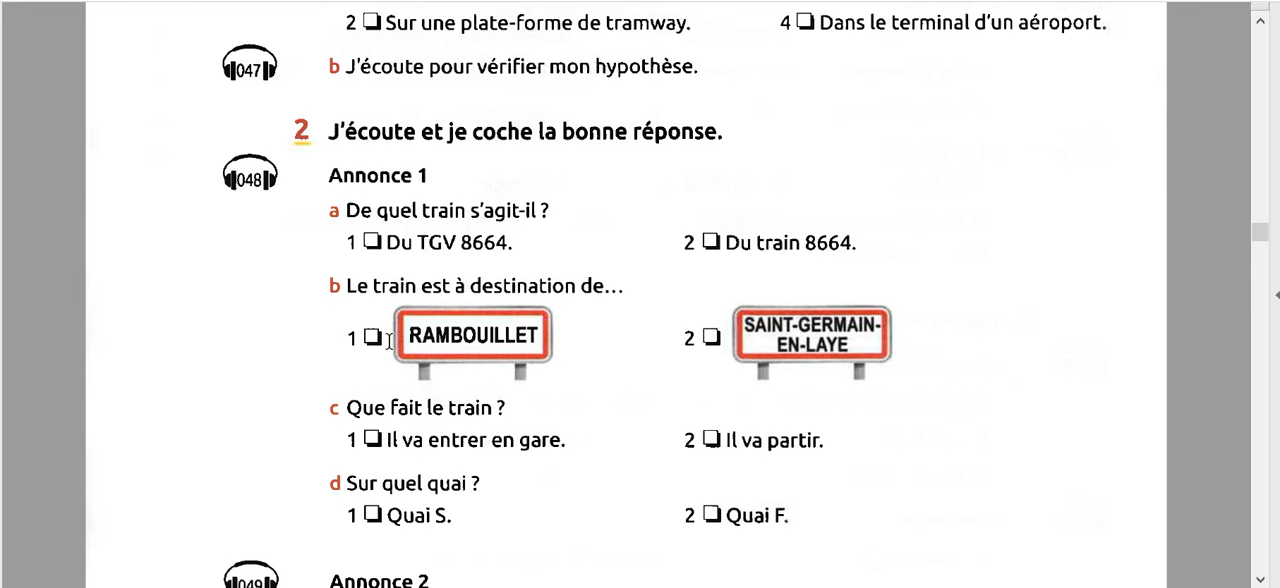 2 ❑ Sur une plate-forme de tramway. 4 ❑ Dans le terminal d'un aéroport.
047 b J'écoute pour vérifier mon hypothèse.
2 J'écoute et je coche la bonne réponse.
048 Annonce 1
a De quel train s'agit-il ?
1 ❑ Du TGV 8664. 2 ❑ Du train 8664.
b Le train est à destination de…
1 ❑ RAMBOUILLET 2 ❑ SAINT-GERMAIN-
EN-LAYE
c Que fait le train ?
1 ❑ Il va entrer en gare. 2 ❑ Il va partir.
d Sur quel quai ?
1 ❑ Quai S. 2 ❑ Quai F.
049 Annonce 2